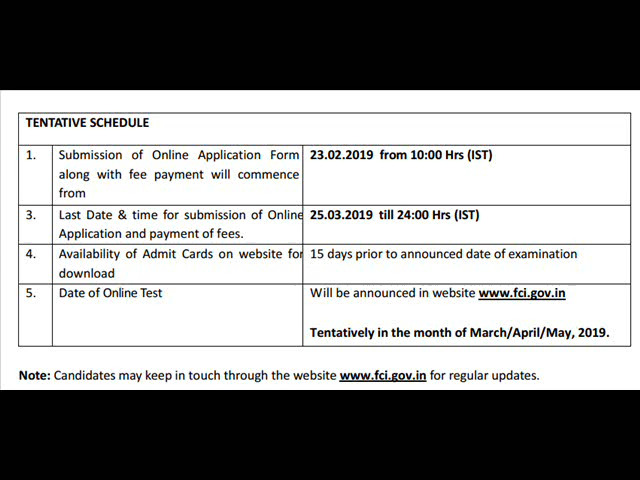 TENTATIVE SCHEDULE
1. Submission of Online Application Form 23.02.2019 from 10:00 Hrs (IST)
along with fee payment will commence
from
3. Last Date & time for submission of Online 25.03.2019 till 24:00 Hrs (IST)
Application and payment of fees.
4. Availability of Admit Cards on website for 15 days prior to announced date of examination
download
5. Date of Online Test Will be announced in website www.fci.gov.in
Tentatively in the month of March/April/May, 2019.
Note: Candidates may keep in touch through the website www.fci.gov.in for regular updates.